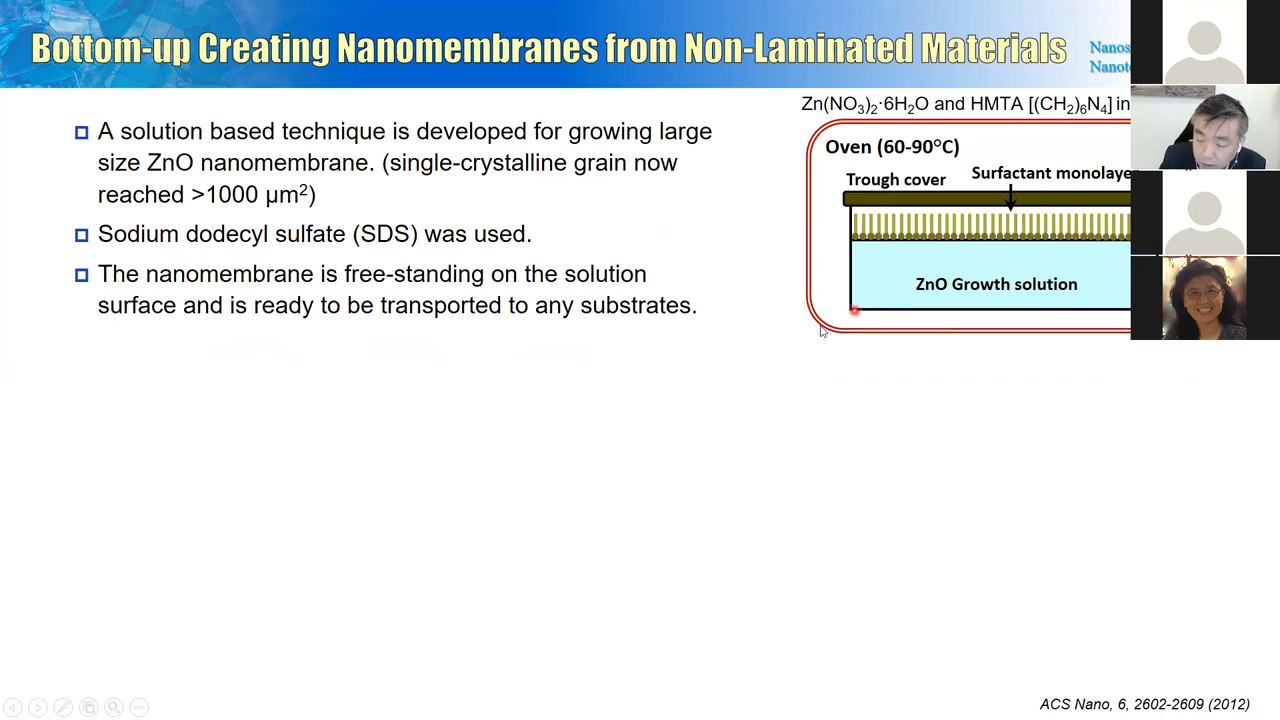 Bottom-up Creating Nanomembranes from Non-Laminated Materials
Zn(NO₃)₂·6H₂O and HMTA [(CH₂)₆N₄] in
A solution based technique is developed for growing large
size ZnO nanomembrane. (single-crystalline grain now
reached >1000 µm²)
Sodium dodecyl sulfate (SDS) was used.
The nanomembrane is free-standing on the solution
surface and is ready to be transported to any substrates.
Oven (60-90°C)
Trough cover
Surfactant monolaye
ZnO Growth solution
ACS Nano, 6, 2602-2609 (2012)